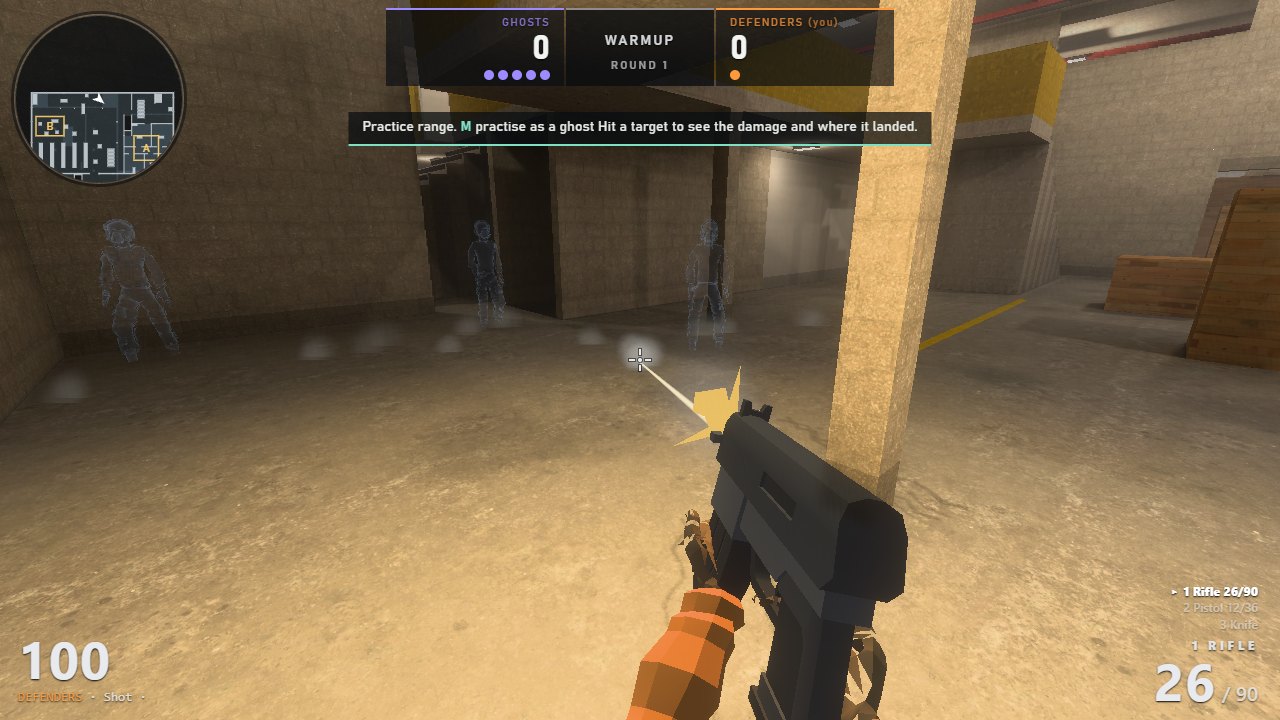 GHOSTS
0
WARMUP
ROUND 1
DEFENDERS (you)
0
Practice range. M practise as a ghost Hit a target to see the damage and where it landed.
B
A
▸ 1 Rifle 26/90
2 Pistol 12/36
3 Knife
1 RIFLE
26 / 90
100
DEFENDERS · Shot ·